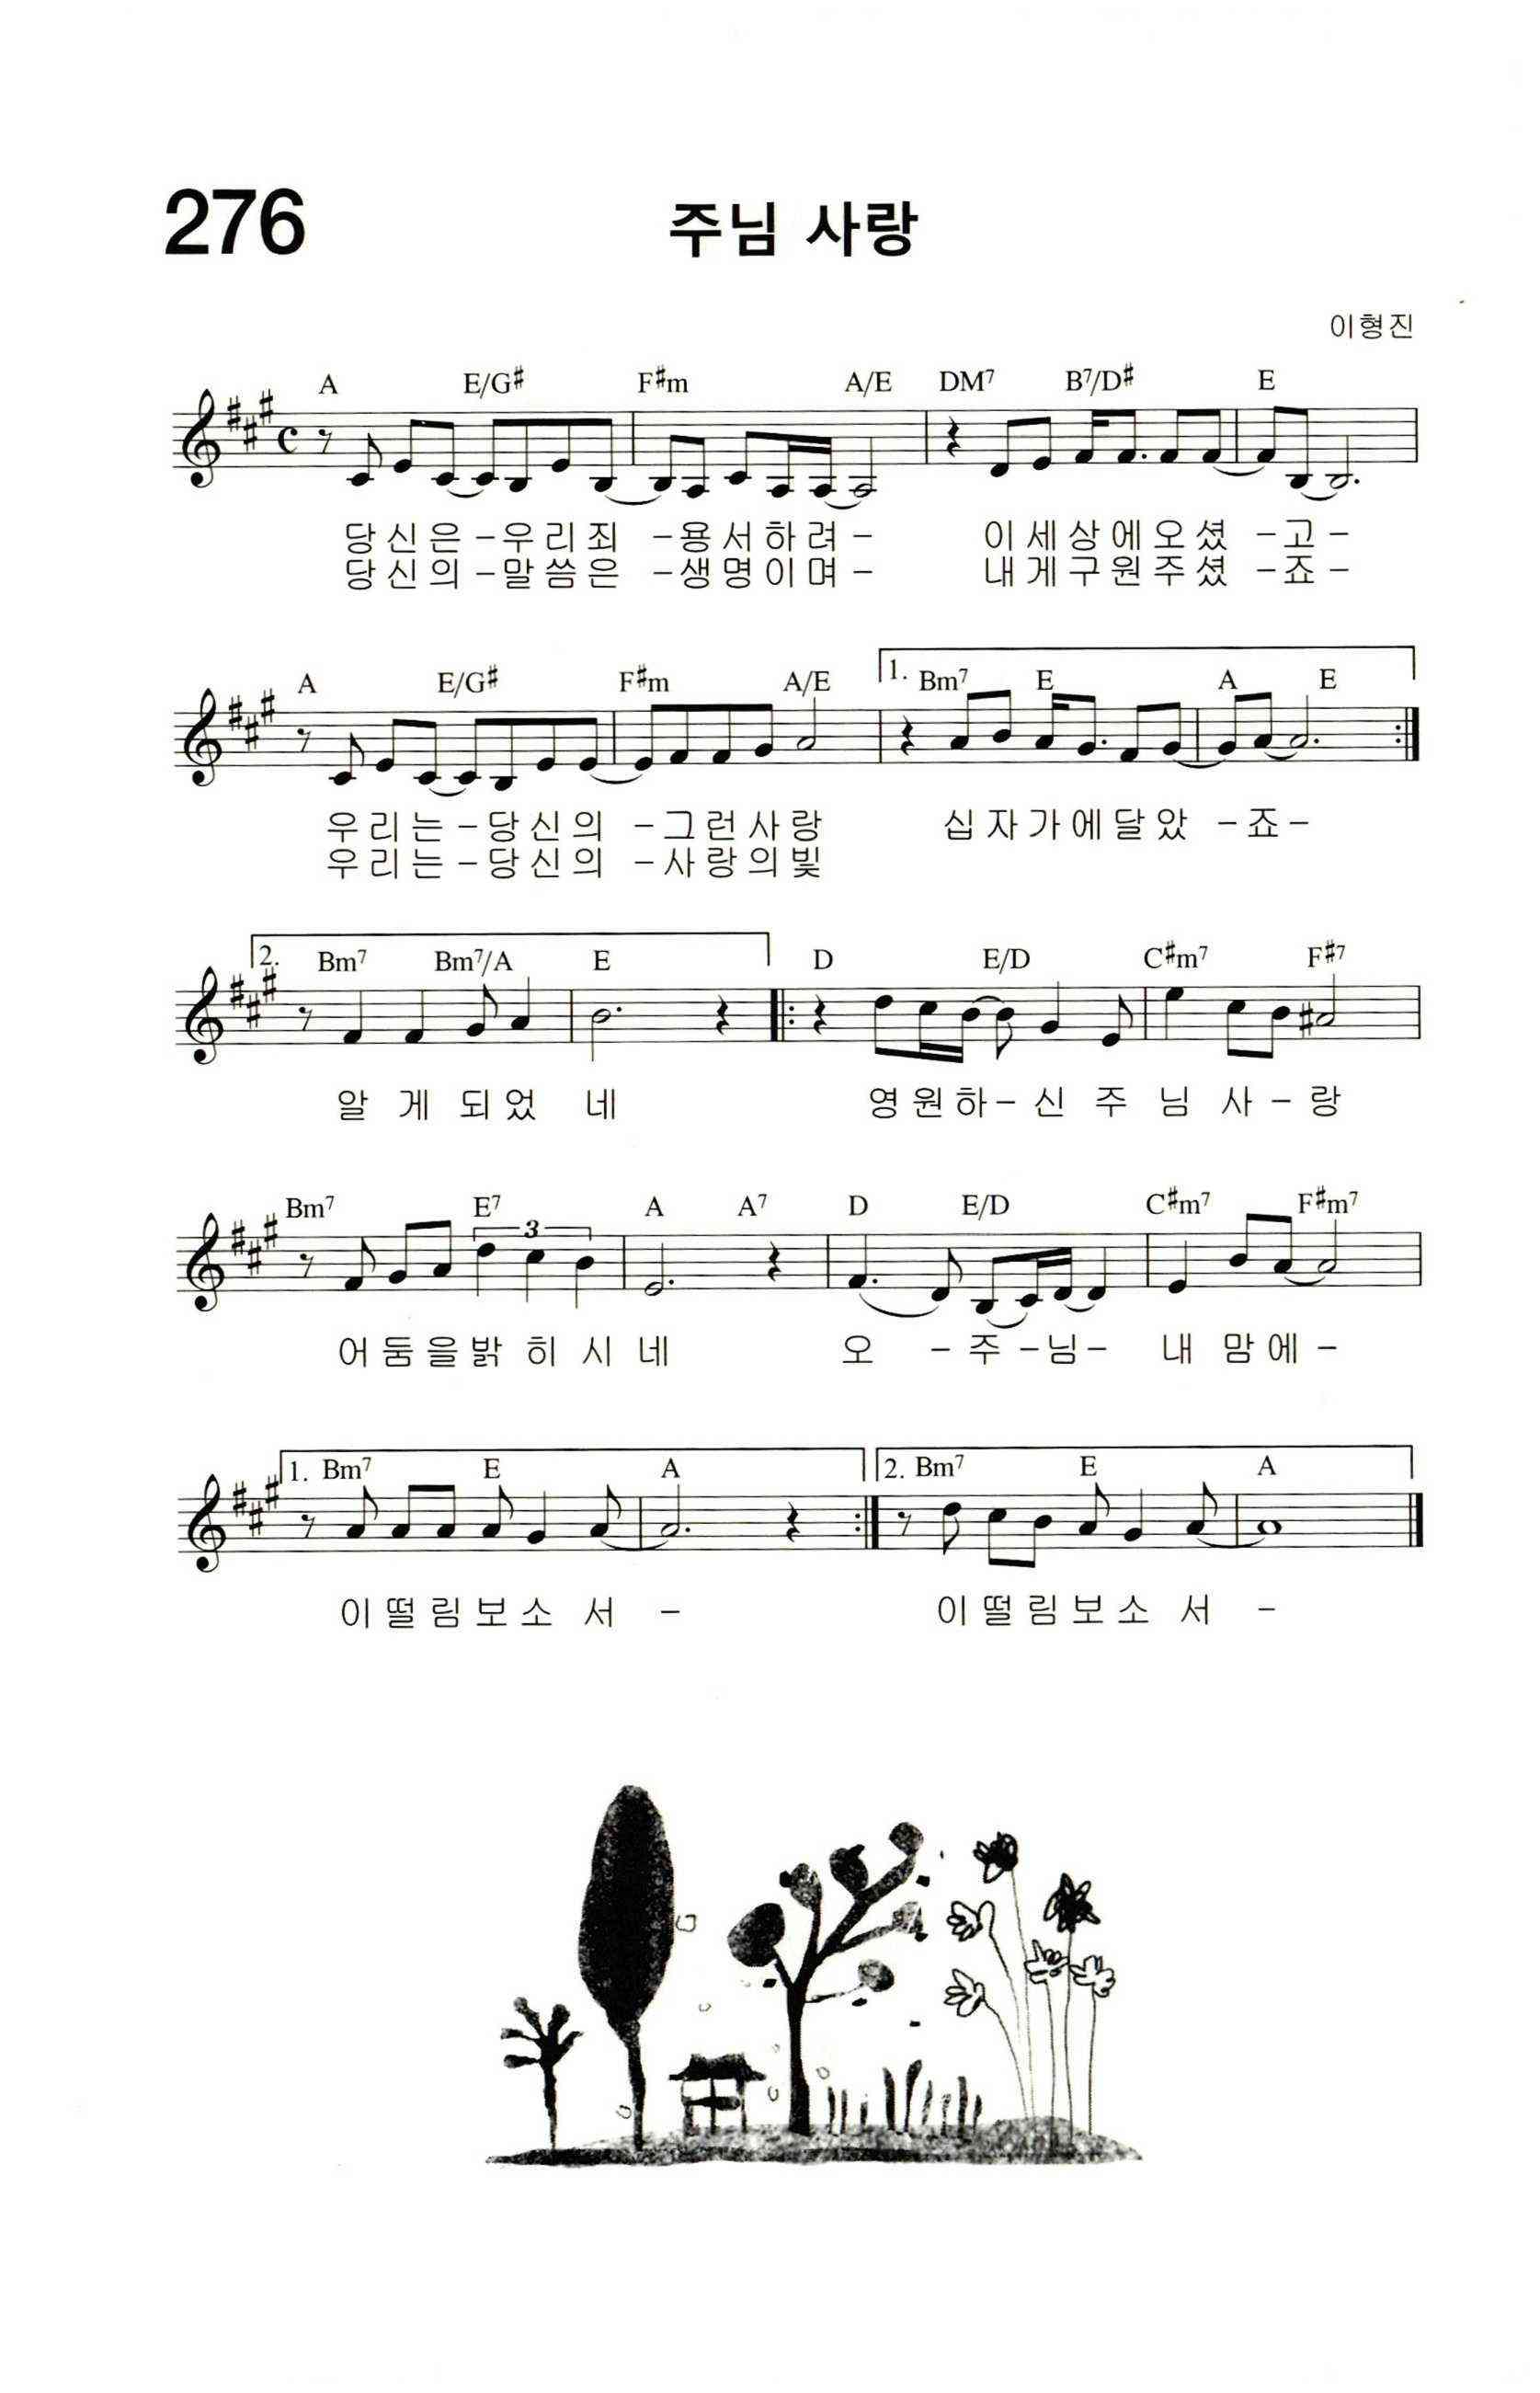 276
주님 사랑
이형진
A E/G# F#m A/E DM7 B7/D# E
당신은-우리죄 -용서하려- 이세상에오셨 -고-
당신의-말씀은 -생명이며- 내게구원주셨 -죠-
A E/G# F#m A/E 1. Bm7 E A E
우리는-당신의 -그런사랑 십자가에달았 -죠-
우리는-당신의 -사랑의빛
2. Bm7 Bm7/A E D E/D C#m7 F#7
알 게 되었 네 영원하-신 주 님 사-랑
Bm7 E7 3 A A7 D E/D C#m7 F#m7
어둠을밝 히 시 네 오 -주-님- 내 맘에-
1. Bm7 E A 2. Bm7 E A
이떨림보소 서 - 이떨림보소 서 -